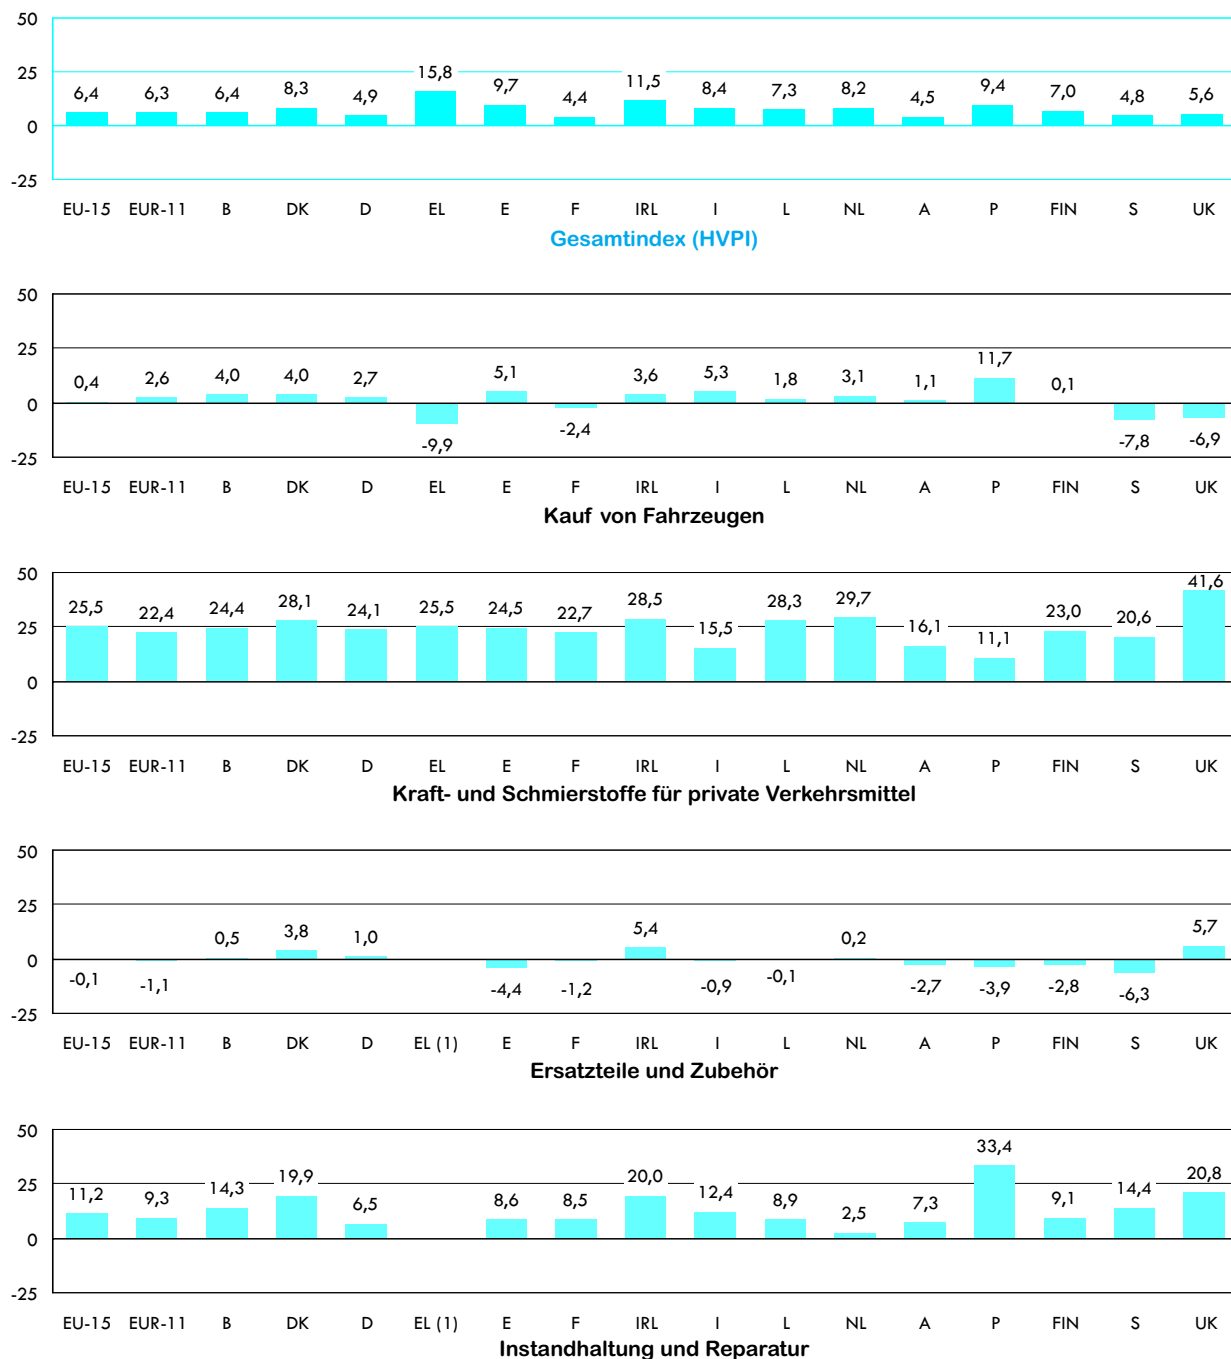 50
25
0
-25
6,4 6,3 6,4 8,3 4,9 15,8 9,7 4,4 11,5 8,4 7,3 8,2 4,5 9,4 7,0 4,8 5,6
EU-15 EUR-11 B DK D EL E F IRL I L NL A P FIN S UK
Gesamtindex (HVPI)
50
25
0
-25
0,4 2,6 4,0 4,0 2,7 -9,9 5,1 -2,4 3,6 5,3 1,8 3,1 1,1 11,7 0,1 -7,8 -6,9
EU-15 EUR-11 B DK D EL E F IRL I L NL A P FIN S UK
Kauf von Fahrzeugen
50
25
0
-25
25,5 22,4 24,4 28,1 24,1 25,5 24,5 22,7 28,5 15,5 28,3 29,7 16,1 11,1 23,0 20,6 41,6
EU-15 EUR-11 B DK D EL E F IRL I L NL A P FIN S UK
Kraft- und Schmierstoffe für private Verkehrsmittel
50
25
0
-25
-0,1 -1,1 0,5 3,8 1,0 -4,4 -1,2 5,4 -0,9 -0,1 0,2 -2,7 -3,9 -2,8 -6,3 5,7
EU-15 EUR-11 B DK D EL (1) E F IRL I L NL A P FIN S UK
Ersatzteile und Zubehör
50
25
0
-25
11,2 9,3 14,3 19,9 6,5 8,6 8,5 20,0 12,4 8,9 2,5 7,3 33,4 9,1 14,4 20,8
EU-15 EUR-11 B DK D EL (1) E F IRL I L NL A P FIN S UK
Instandhaltung und Reparatur